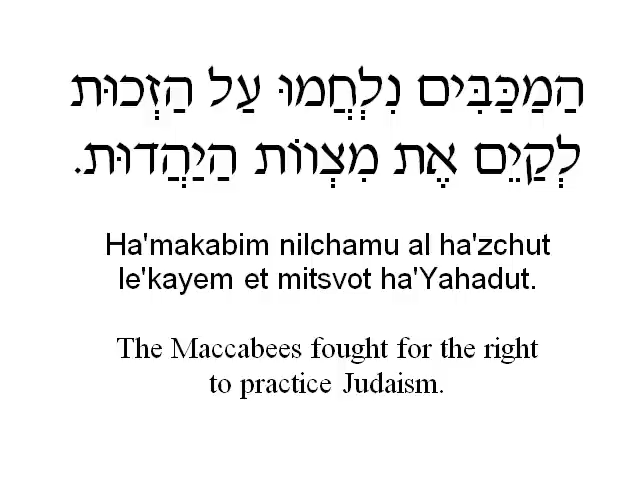 הַמַכַּבִּים נִלְחֲמוּ עַל הַזְכוּת
לְקַיֵם אֶת מִצְווֹת הַיַהֲדוּת.
Ha'makabim nilchamu al ha'zchut
le'kayem et mitsvot ha'Yahadut.
The Maccabees fought for the right
to practice Judaism.